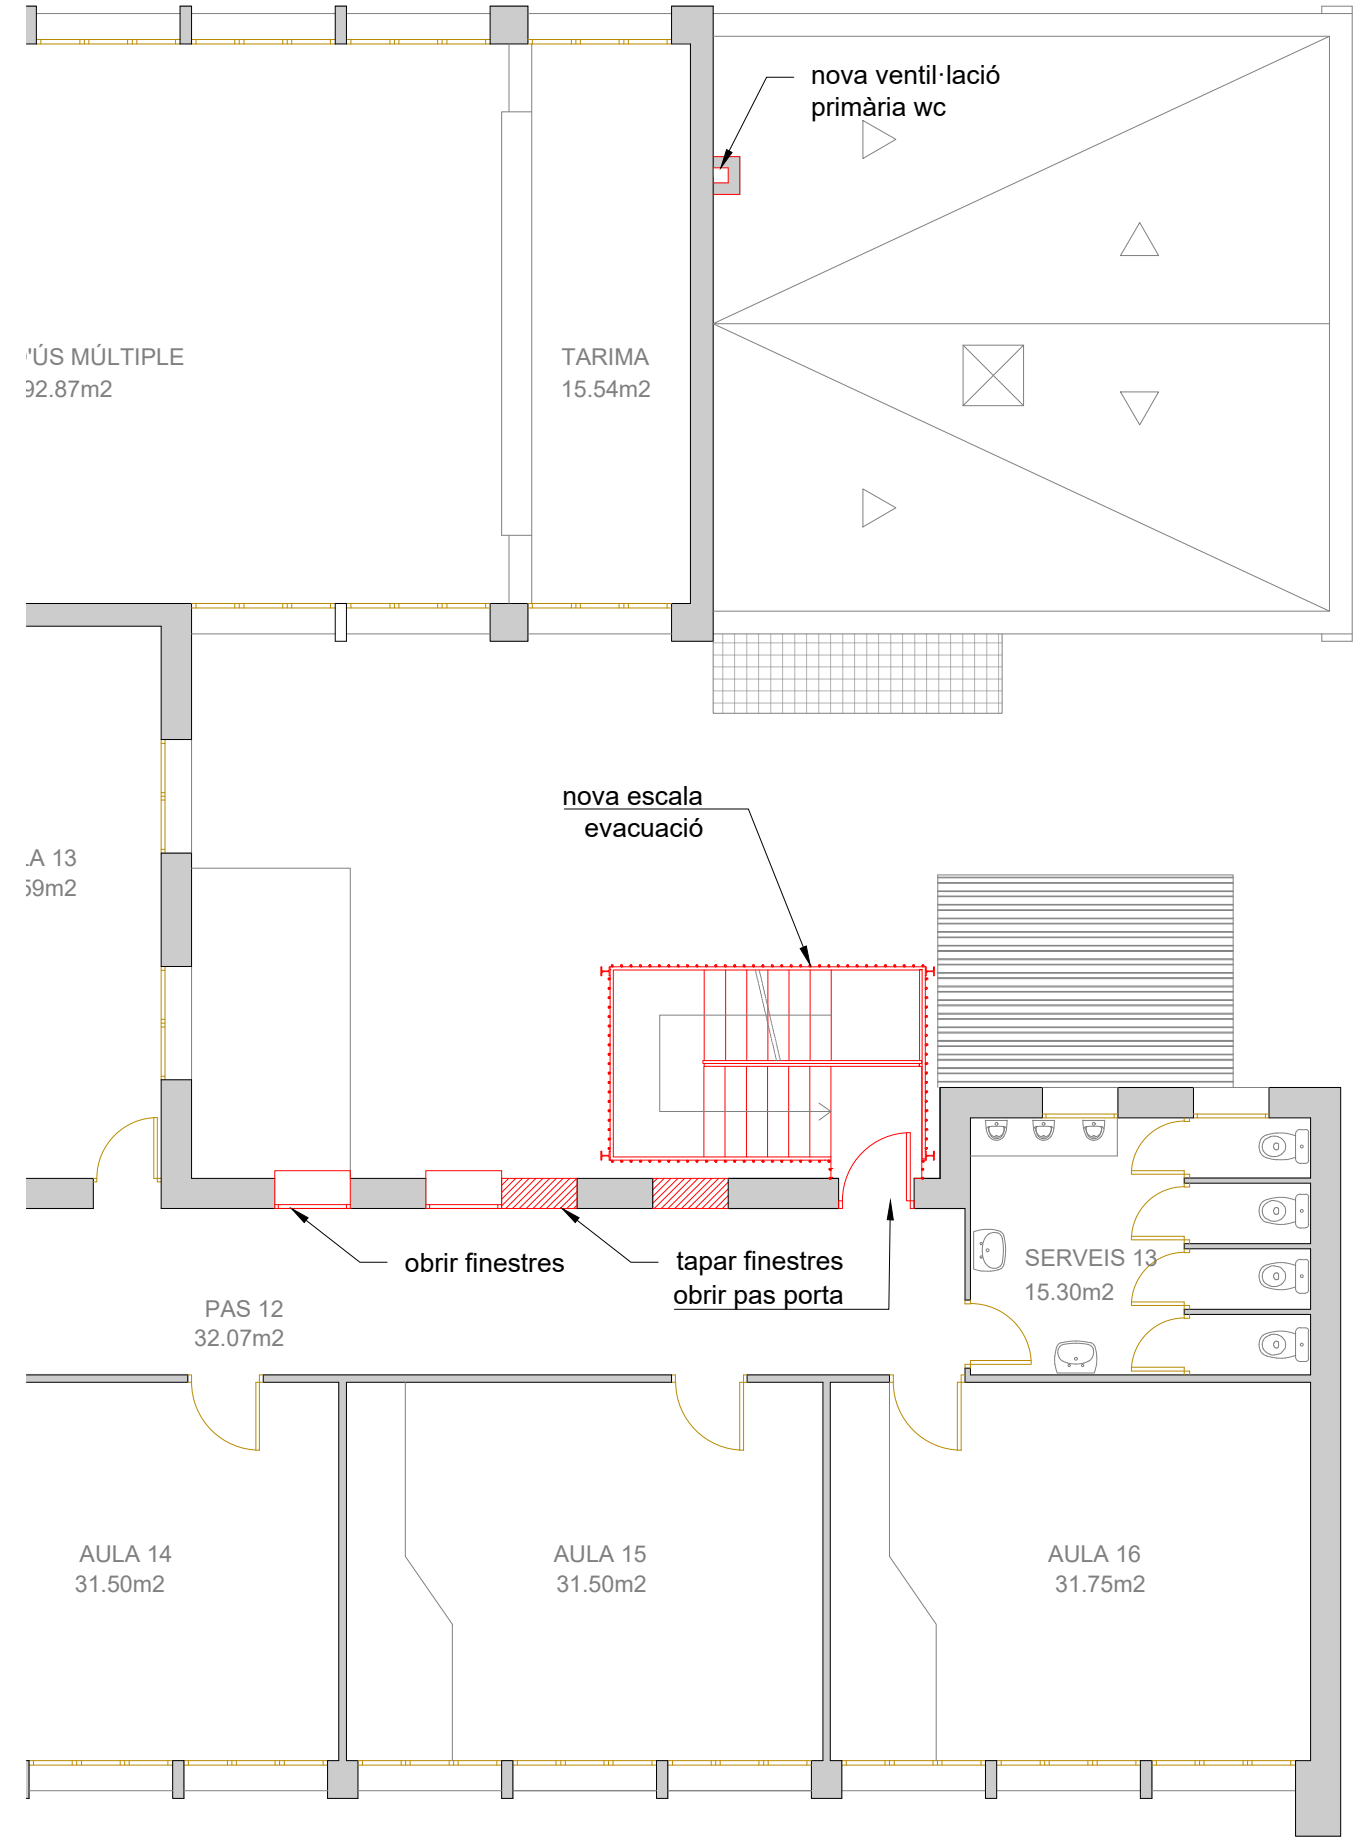 nova ventil·lació
primària wc
'ÚS MÚLTIPLE
92.87m2
TARIMA
15.54m2
nova escala
evacuació
A 13
59m2
obrir finestres
tapar finestres
obrir pas porta
SERVEIS 13
15.30m2
PAS 12
32.07m2
AULA 14
31.50m2
AULA 15
31.50m2
AULA 16
31.75m2